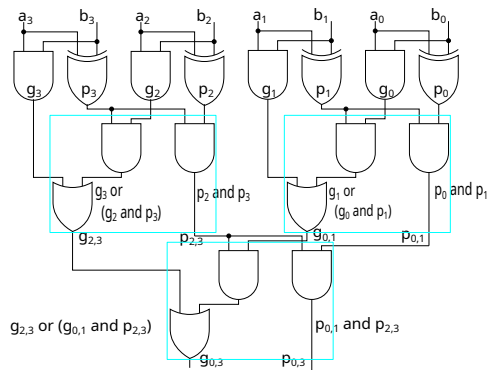 a₃ b₃ a₂ b₂ a₁ b₁ a₀ b₀
g₃ p₃ g₂ p₂ g₁ p₁ g₀ p₀
g₃ or
(g₂ and p₃)
p₂ and p₃
g₁ or
(g₀ and p₁)
p₀ and p₁
g₂,₃ p₂,₃ g₀,₁ p₀,₁
g₂,₃ or (g₀,₁ and p₂,₃)
p₀,₁ and p₂,₃
g₀,₃ p₀,₃